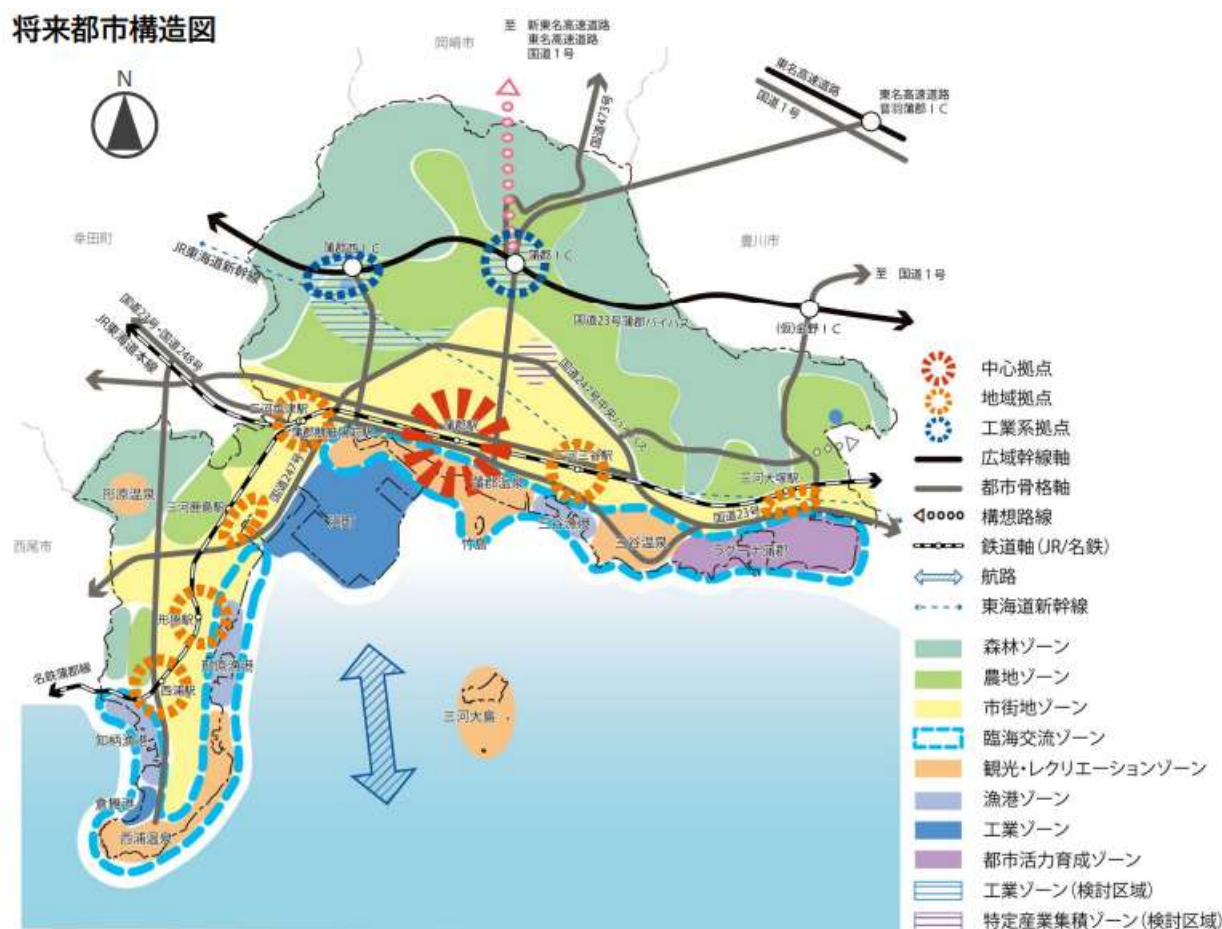 将来都市構造図
至 新東名高速道路
東名高速道路
国道1号
岡崎市
N
東名高速道路
国道1号
東名高速道路
音羽蒲郡IC
国道473号
幸田町
豊川市
JR東海道新幹線
蒲郡西IC
蒲郡IC
至 国道1号
国道23号蒲郡バイパス
(仮)金野IC
国道23号・国道248号
JR東海道本線
国道247号中央バイパス
三河塩津駅
蒲郡競艇場前駅
蒲郡駅
三河三谷駅
三河大塚駅
国道23号
国道247号
形原温泉
三河鹿島駅
蒲郡温泉
浜町
竹島
三谷漁港
三谷温泉
ラグーナ蒲郡
西尾市
形原駅
形原漁港
名鉄蒲郡線
西浦駅
知柄漁港
倉舞港
西浦温泉
三河大島
中心拠点
地域拠点
工業系拠点
広域幹線軸
都市骨格軸
構想路線
鉄道軸(JR/名鉄)
航路
東海道新幹線
森林ゾーン
農地ゾーン
市街地ゾーン
臨海交流ゾーン
観光・レクリエーションゾーン
漁港ゾーン
工業ゾーン
都市活力育成ゾーン
工業ゾーン(検討区域)
特定産業集積ゾーン(検討区域)